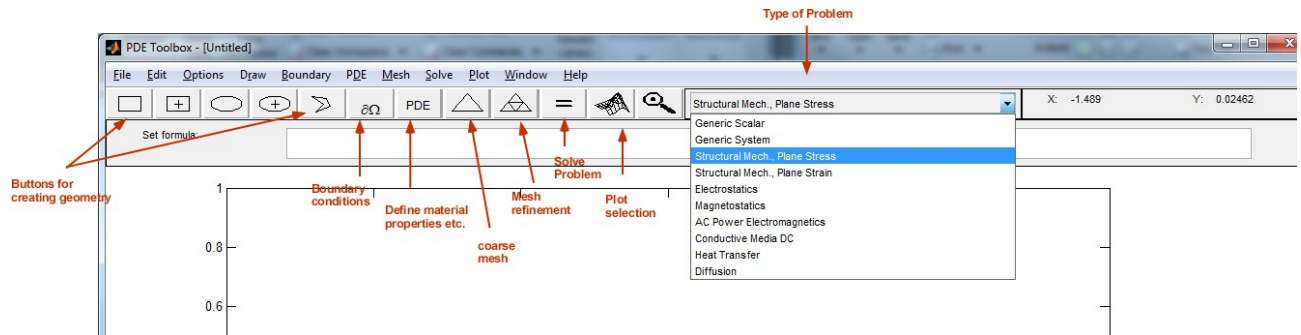 Type of Problem
PDE Toolbox - [Untitled]
File Edit Options Draw Boundary PDE Mesh Solve Plot Window Help
∂Ω PDE = Structural Mech., Plane Stress X: -1.489 Y: 0.02462
Set formula:
Generic Scalar
Generic System
Structural Mech., Plane Stress
Structural Mech., Plane Strain
Electrostatics
Magnetostatics
AC Power Electromagnetics
Conductive Media DC
Heat Transfer
Diffusion
Buttons for
creating geometry
Boundary
conditions
Define material
properties etc.
coarse
mesh
Mesh
refinement
Solve
Problem
Plot
selection
1
0.8
0.6